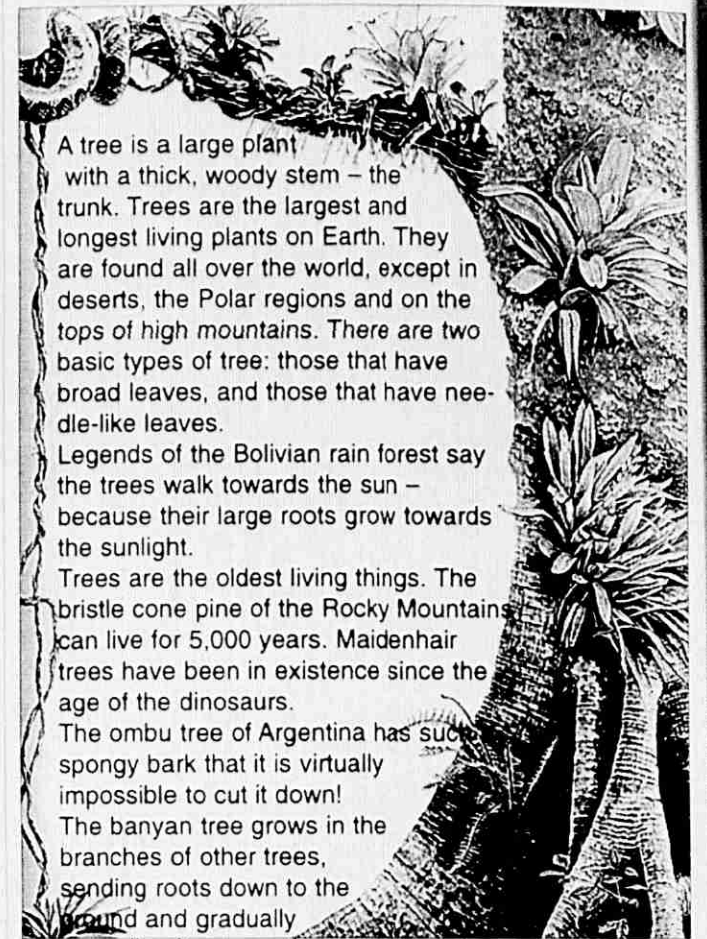 A tree is a large plant
with a thick, woody stem – the
trunk. Trees are the largest and
longest living plants on Earth. They
are found all over the world, except in
deserts, the Polar regions and on the
tops of high mountains. There are two
basic types of tree: those that have
broad leaves, and those that have nee-
dle-like leaves.
Legends of the Bolivian rain forest say
the trees walk towards the sun –
because their large roots grow towards
the sunlight.
Trees are the oldest living things. The
bristle cone pine of the Rocky Mountains
can live for 5,000 years. Maidenhair
trees have been in existence since the
age of the dinosaurs.
The ombu tree of Argentina has such
spongy bark that it is virtually
impossible to cut it down!
The banyan tree grows in the
branches of other trees,
sending roots down to the
ground and gradually